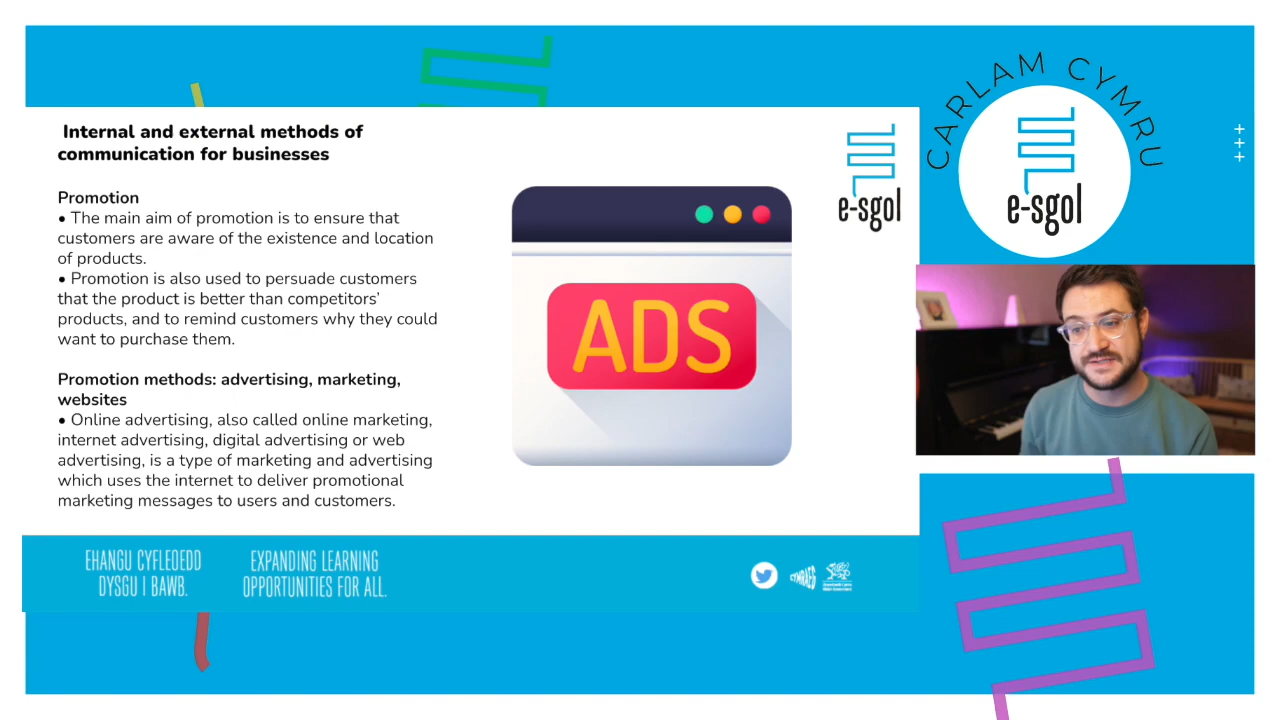 Internal and external methods of
communication for businesses
Promotion
• The main aim of promotion is to ensure that
customers are aware of the existence and location
of products.
• Promotion is also used to persuade customers
that the product is better than competitors'
products, and to remind customers why they could
want to purchase them.
Promotion methods: advertising, marketing,
websites
• Online advertising, also called online marketing,
internet advertising, digital advertising or web
advertising, is a type of marketing and advertising
which uses the internet to deliver promotional
marketing messages to users and customers.
ADS
e-sgol
CARLAM CYMRU
e-sgol
EHANGU CYFLEOEDD
DYSGU I BAWB.
EXPANDING LEARNING
OPPORTUNITIES FOR ALL.
CYMRAEG